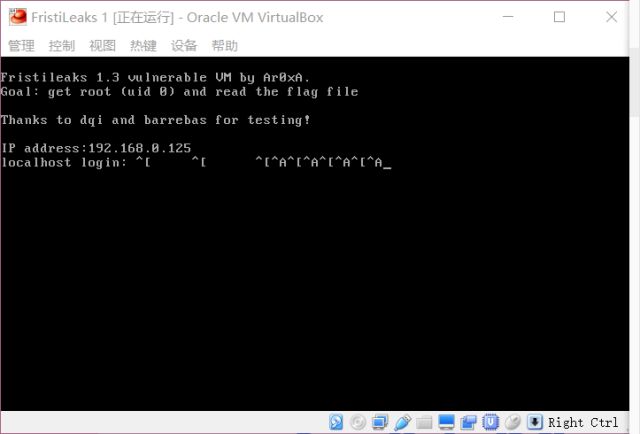 FristiLeaks 1 [正在运行] - Oracle VM VirtualBox
管理 控制 视图 热键 设备 帮助
Fristileaks 1.3 vulnerable VM by Ar0xA.
Goal: get root (uid 0) and read the flag file
Thanks to dqi and barrebas for testing!
IP address:192.168.0.125
localhost login: ^[     ^[      ^[^A^[^A^[^A^[^A_
Right Ctrl